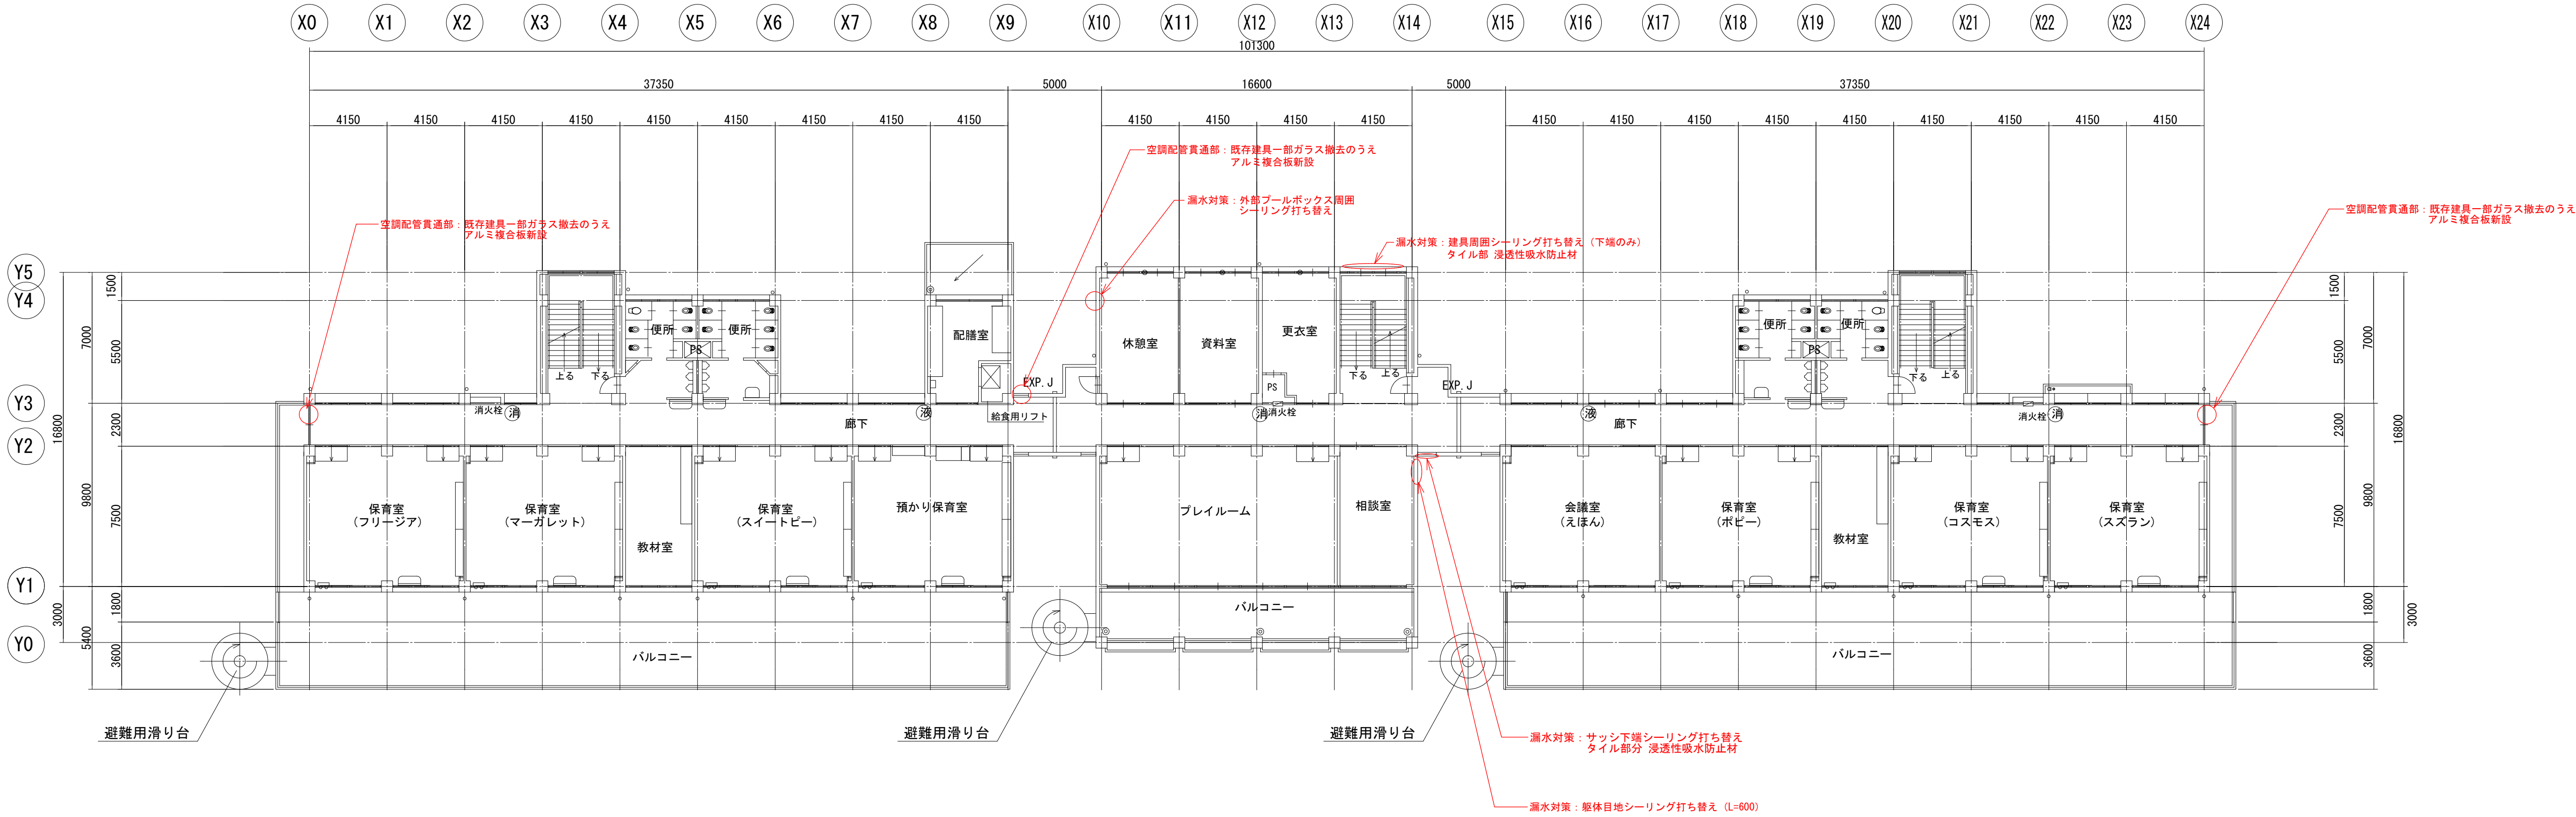 X0 X1 X2 X3 X4 X5 X6 X7 X8 X9 X10 X11 X12 X13 X14 X15 X16 X17 X18 X19 X20 X21 X22 X23 X24
101300
37350 5000 16600 5000 37350
4150 4150 4150 4150 4150 4150 4150 4150 4150 4150 4150 4150 4150 4150 4150 4150 4150 4150 4150 4150 4150 4150
空調配管貫通部：既存建具一部ガラス撤去のうえ
アルミ複合板新設
漏水対策：外部プールボックス周囲
シーリング打ち替え
空調配管貫通部：既存建具一部ガラス撤去のうえ
アルミ複合板新設
空調配管貫通部：既存建具一部ガラス撤去のうえ
アルミ複合板新設
漏水対策：建具周囲シーリング打ち替え（下端のみ）
タイル部 浸透性吸水防止材
Y5
Y4
Y3
Y2
Y1
Y0
1500
5500
7000
2300
16800
9800
7500
1800
3000
5400
3600
1500
5500
7000
2300
16800
9800
7500
1800
3000
3600
便所 便所
PS
配膳室
休憩室 資料室 更衣室
便所 便所
PS
上る 下る
下る 上る
下る 上る
PS
EXP.J
EXP.J
消火栓 消
液
給食用リフト
消 消火栓
液
消火栓 消
廊下
廊下
保育室
（フリージア）
保育室
（マーガレット）
教材室
保育室
（スイートピー）
預かり保育室
プレイルーム
相談室
会議室
（えほん）
保育室
（ポピー）
教材室
保育室
（コスモス）
保育室
（スズラン）
バルコニー
バルコニー
バルコニー
避難用滑り台
避難用滑り台
避難用滑り台
漏水対策：サッシ下端シーリング打ち替え
タイル部分 浸透性吸水防止材
漏水対策：躯体目地シーリング打ち替え（L=600）